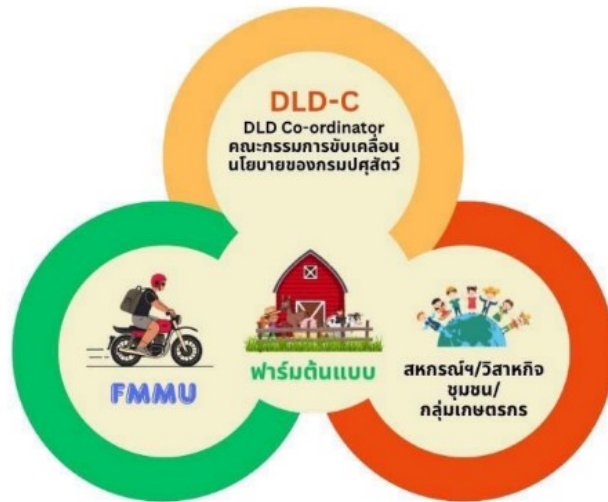 DLD-C
DLD Co-ordinator
คณะกรรมการขับเคลื่อน
นโยบายของกรมปศุสัตว์
FMMU
ฟาร์มต้นแบบ
สหกรณ์ฯ/วิสาหกิจ
ชุมชน/
กลุ่มเกษตรกร